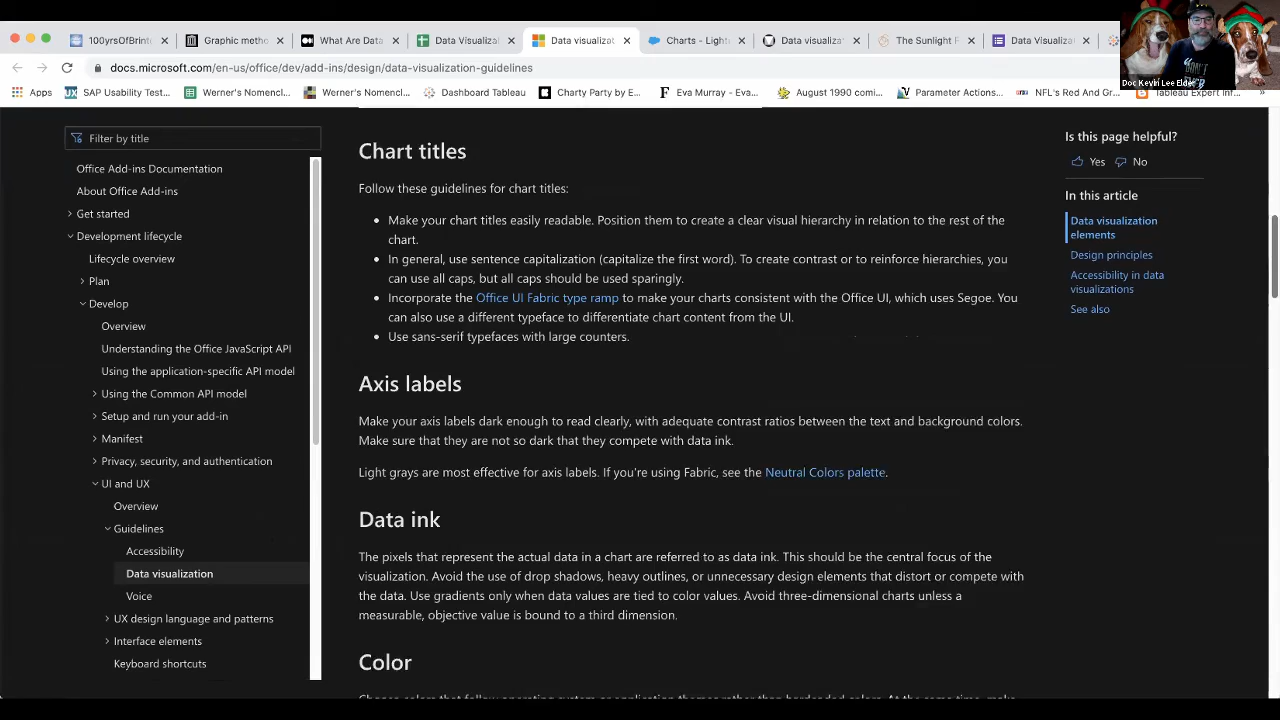 100yrsOfBrint
Graphic metho
What Are Data
Data Visualiza
Data visualizat
Charts - Light
Data visualiza
The Sunlight F
Data Visualiza
docs.microsoft.com/en-us/office/dev/add-ins/design/data-visualization-guidelines
Doc Kevin Lee Elder
Apps
SAP Usability Test...
Werner's Nomencl...
Werner's Nomencl...
Dashboard Tableau
Charty Party by E...
Eva Murray - Eva...
August 1990 comi...
Parameter Actions...
NFL's Red And Gr...
Tableau Expert Inf...
Filter by title
Office Add-ins Documentation
About Office Add-ins
Get started
Development lifecycle
Lifecycle overview
Plan
Develop
Overview
Understanding the Office JavaScript API
Using the application-specific API model
Using the Common API model
Setup and run your add-in
Manifest
Privacy, security, and authentication
UI and UX
Overview
Guidelines
Accessibility
Data visualization
Voice
UX design language and patterns
Interface elements
Keyboard shortcuts
Chart titles
Follow these guidelines for chart titles:
Make your chart titles easily readable. Position them to create a clear visual hierarchy in relation to the rest of the
chart.
In general, use sentence capitalization (capitalize the first word). To create contrast or to reinforce hierarchies, you
can use all caps, but all caps should be used sparingly.
Incorporate the Office UI Fabric type ramp to make your charts consistent with the Office UI, which uses Segoe. You
can also use a different typeface to differentiate chart content from the UI.
Use sans-serif typefaces with large counters.
Axis labels
Make your axis labels dark enough to read clearly, with adequate contrast ratios between the text and background colors.
Make sure that they are not so dark that they compete with data ink.
Light grays are most effective for axis labels. If you're using Fabric, see the Neutral Colors palette.
Data ink
The pixels that represent the actual data in a chart are referred to as data ink. This should be the central focus of the
visualization. Avoid the use of drop shadows, heavy outlines, or unnecessary design elements that distort or compete with
the data. Use gradients only when data values are tied to color values. Avoid three-dimensional charts unless a
measurable, objective value is bound to a third dimension.
Color
Is this page helpful?
Yes
No
In this article
Data visualization
elements
Design principles
Accessibility in data
visualizations
See also